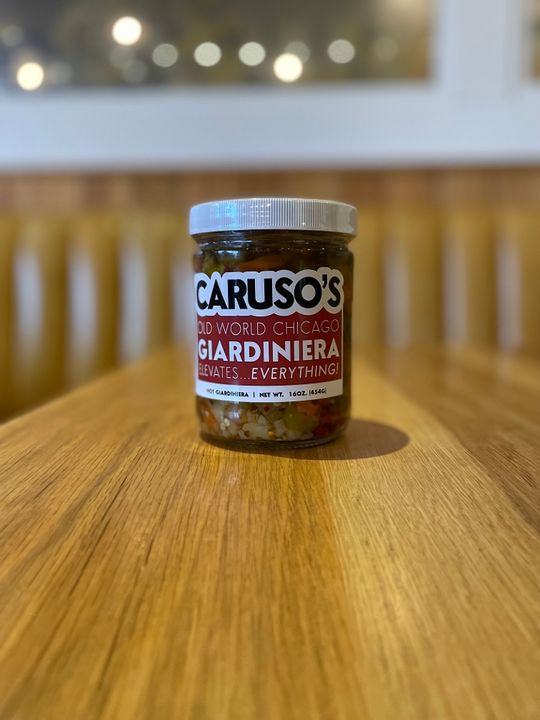 CARUSO'S
OLD WORLD CHICAGO
GIARDINIERA
ELEVATES...EVERYTHING!
HOT GIARDINIERA | NET WT. 16OZ. (454G)